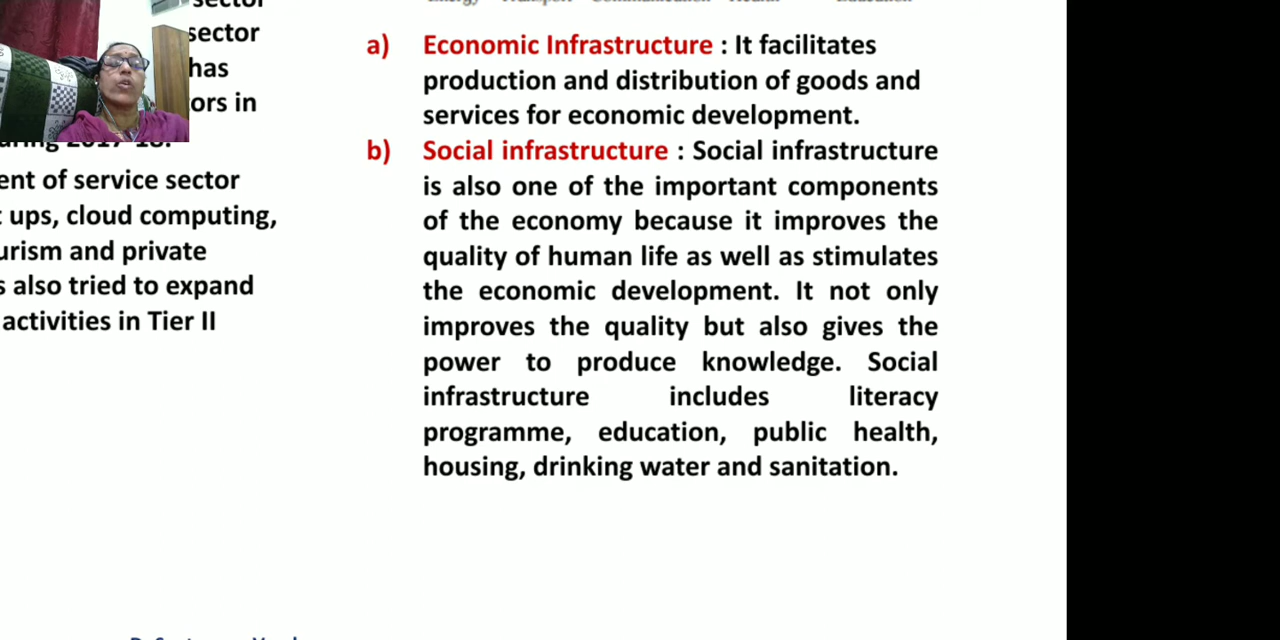 sector
sector
has
ors in
ent of service sector
ups, cloud computing,
urism and private
s also tried to expand
activities in Tier II
a) Economic Infrastructure : It facilitates
production and distribution of goods and
services for economic development.
b) Social infrastructure : Social infrastructure
is also one of the important components
of the economy because it improves the
quality of human life as well as stimulates
the economic development. It not only
improves the quality but also gives the
power to produce knowledge. Social
infrastructure includes literacy
programme, education, public health,
housing, drinking water and sanitation.